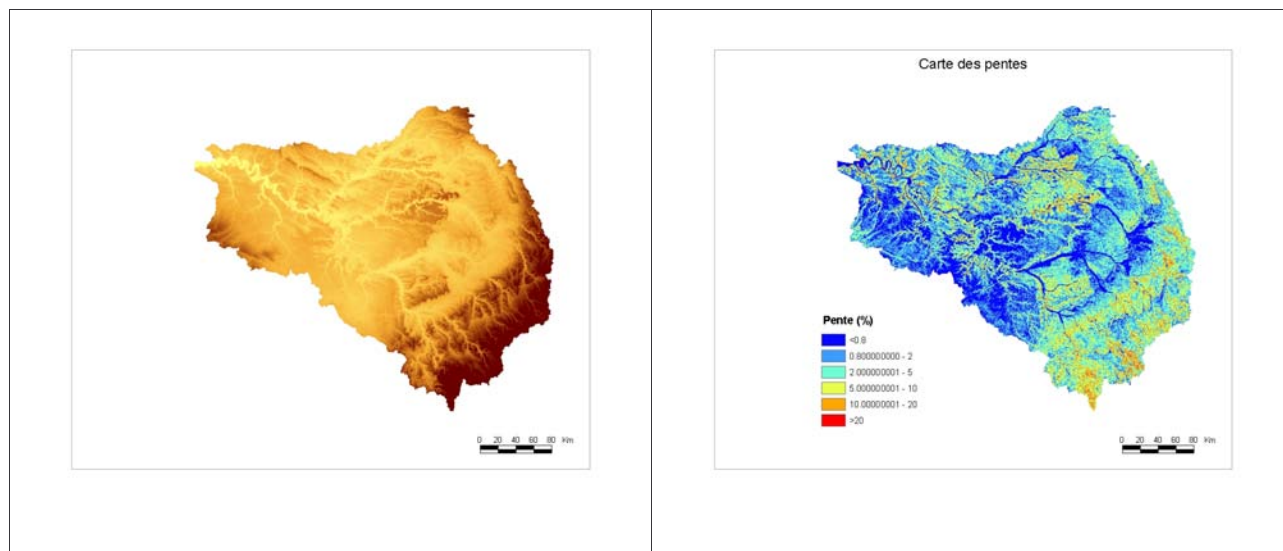 0 20 40 60 80 Km
Carte des pentes
Pente (%)
<0.8
0.800000000 - 2
2.000000001 - 5
5.000000001 - 10
10.00000001 - 20
>20
0 20 40 60 80 Km